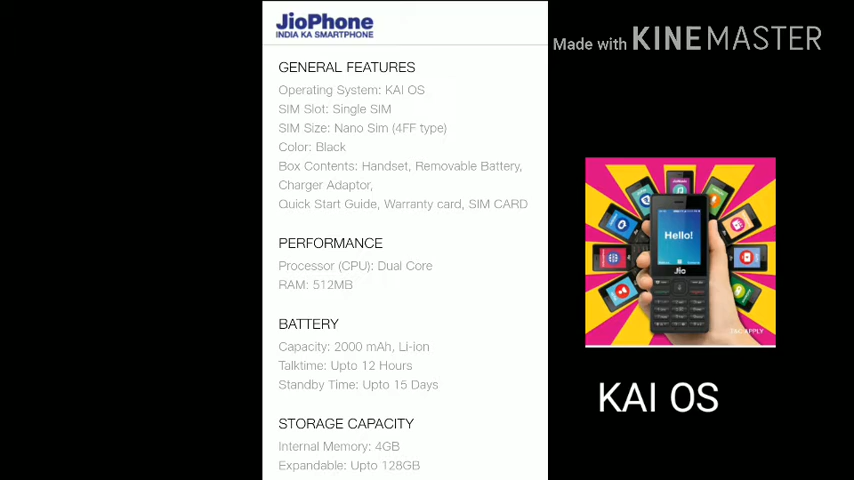 JioPhone
INDIA KA SMARTPHONE
Made with KINEMASTER
GENERAL FEATURES
Operating System: KAI OS
SIM Slot: Single SIM
SIM Size: Nano Sim (4FF type)
Color: Black
Box Contents: Handset, Removable Battery,
Charger Adaptor,
Quick Start Guide, Warranty card, SIM CARD
PERFORMANCE
Processor (CPU): Dual Core
RAM: 512MB
BATTERY
Capacity: 2000 mAh, Li-ion
Talktime: Upto 12 Hours
Standby Time: Upto 15 Days
STORAGE CAPACITY
Internal Memory: 4GB
Expandable: Upto 128GB
Hello!
Jio
T&C APPLY
KAI OS